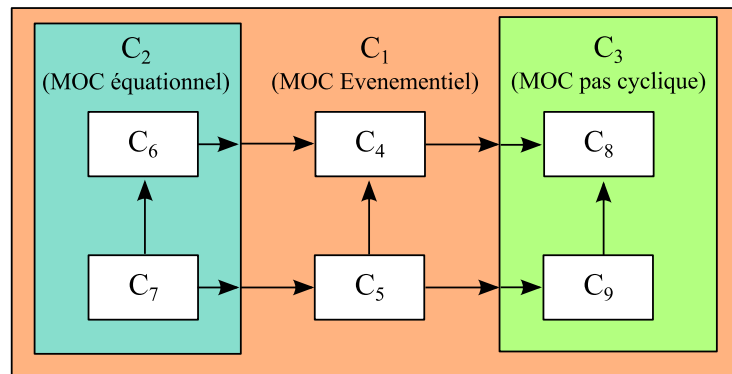 C₂ C₁ C₃
(MOC équationnel) (MOC Evenementiel) (MOC pas cyclique)
C₆ C₄ C₈
C₇ C₅ C₉